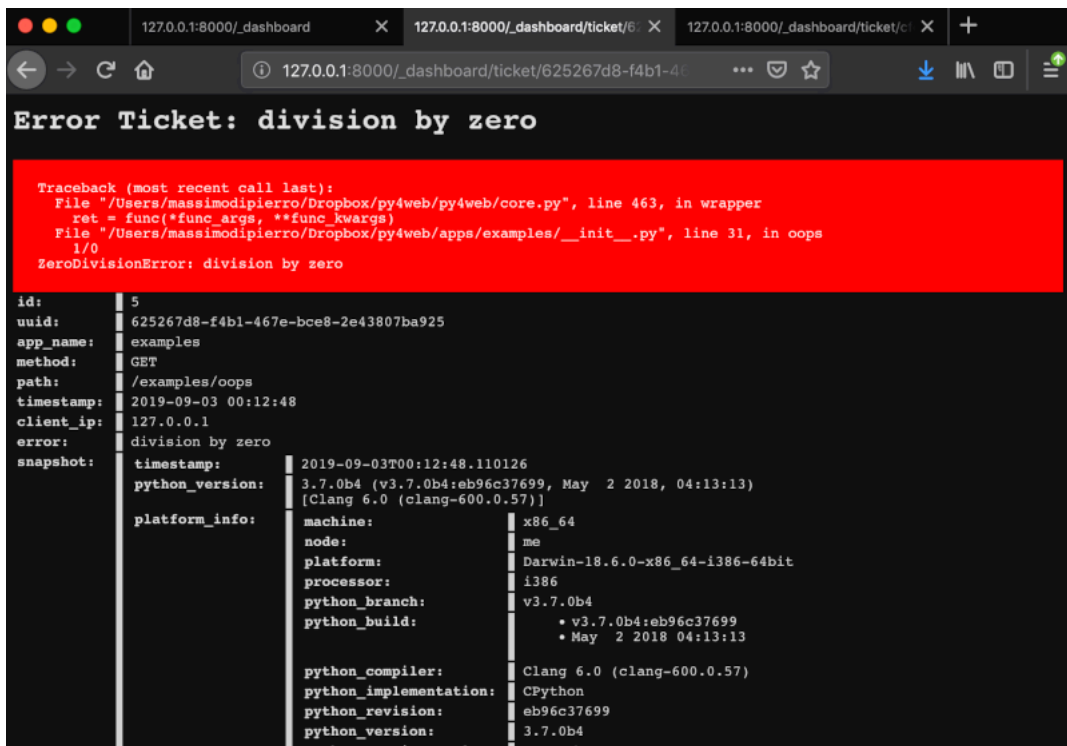 127.0.0.1:8000/_dashboard
127.0.0.1:8000/_dashboard/ticket/6
127.0.0.1:8000/_dashboard/ticket/c
127.0.0.1:8000/_dashboard/ticket/625267d8-f4b1-46
Error Ticket: division by zero
Traceback (most recent call last):
File "/Users/massimodipierro/Dropbox/py4web/py4web/core.py", line 463, in wrapper
ret = func(*func_args, **func_kwargs)
File "/Users/massimodipierro/Dropbox/py4web/apps/examples/__init__.py", line 31, in oops
1/0
ZeroDivisionError: division by zero
id: 5
uuid: 625267d8-f4b1-467e-bce8-2e43807ba925
app_name: examples
method: GET
path: /examples/oops
timestamp: 2019-09-03 00:12:48
client_ip: 127.0.0.1
error: division by zero
snapshot: timestamp: 2019-09-03T00:12:48.110126
python_version: 3.7.0b4 (v3.7.0b4:eb96c37699, May 2 2018, 04:13:13)
[Clang 6.0 (clang-600.0.57)]
platform_info: machine: x86_64
node: me
platform: Darwin-18.6.0-x86_64-i386-64bit
processor: i386
python_branch: v3.7.0b4
python_build: • v3.7.0b4:eb96c37699
• May 2 2018 04:13:13
python_compiler: Clang 6.0 (clang-600.0.57)
python_implementation: CPython
python_revision: eb96c37699
python_version: 3.7.0b4